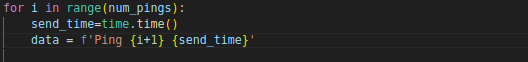 for i in range(num_pings):
    send_time=time.time()
    data = f'Ping {i+1} {send_time}'